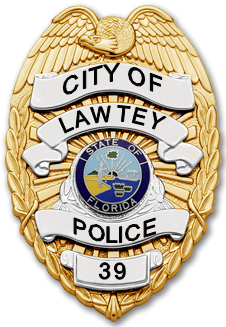 CITY OF
LAWTEY
STATE OF
FLORIDA
POLICE
39